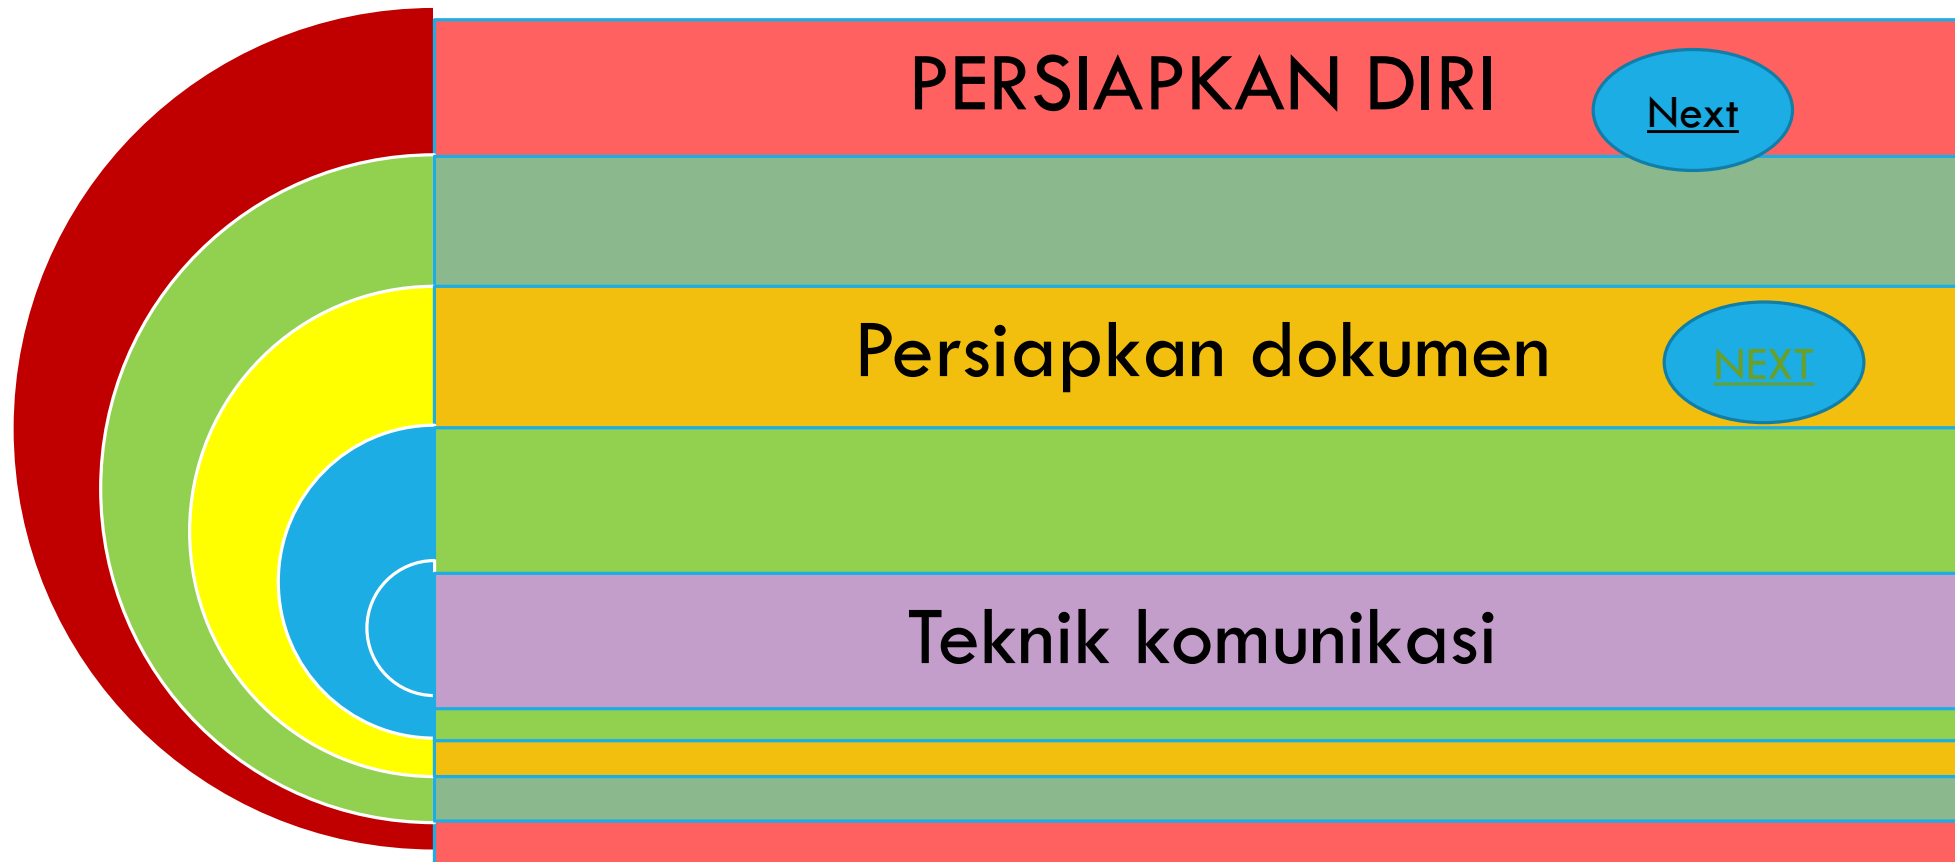 PERSIAPKAN DIRI
Next
Persiapkan dokumen
NEXT
Teknik komunikasi